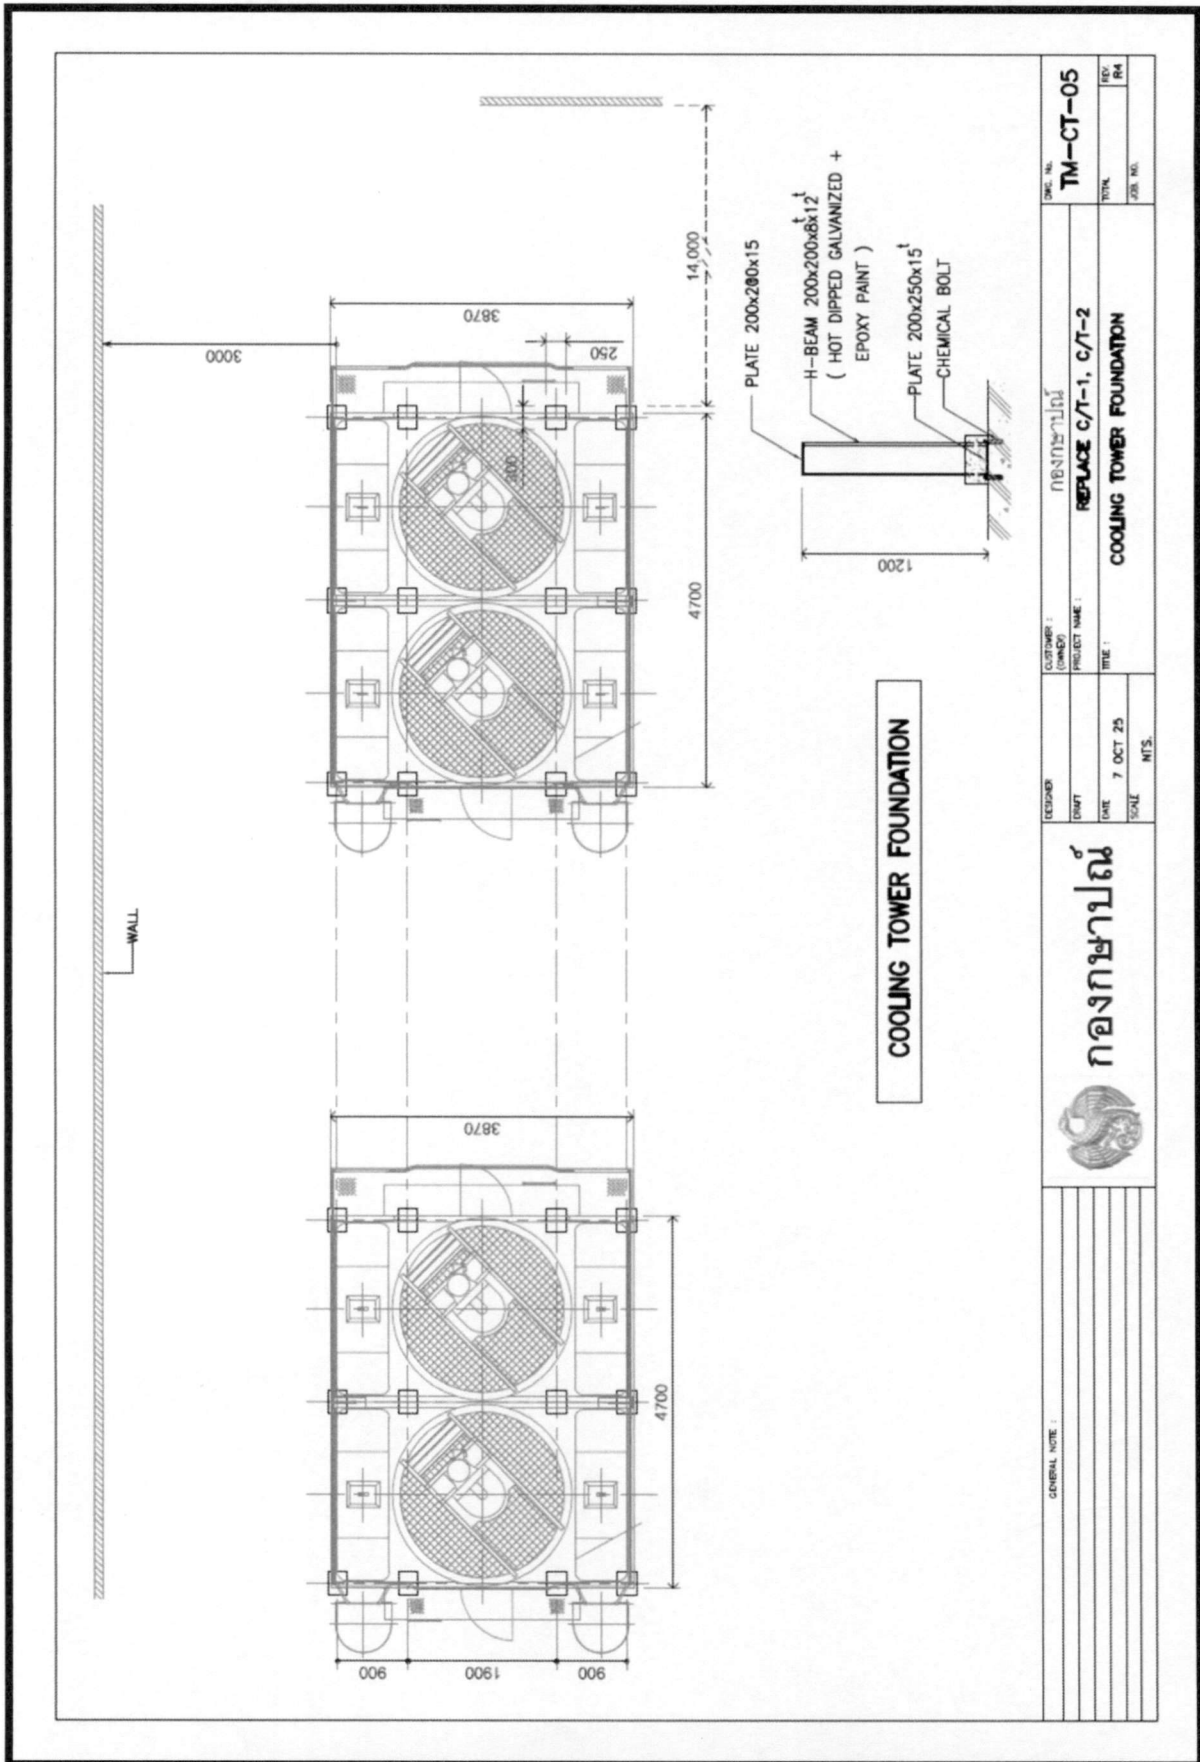 WALL
3000
3870
250
200
14,000
4700
3870
4700
900
1900
900
PLATE 200x200x15
H-BEAM 200x200x8x12t
( HOT DIPPED GALVANIZED +
EPOXY PAINT )
PLATE 200x250x15t
CHEMICAL BOLT
1200
COOLING TOWER FOUNDATION
GENERAL NOTE :
กองกษาปณ์
DESIGNER
DRAFT
DATE 7 OCT 25
SCALE NTS.
CUSTOMER : กองกษาปณ์
(OWNER)
PROJECT NAME : REPLACE C/T-1, C/T-2
TITLE : COOLING TOWER FOUNDATION
DWG. No.
TM-CT-05
TOTAL
REV.
R4
JOB. NO.